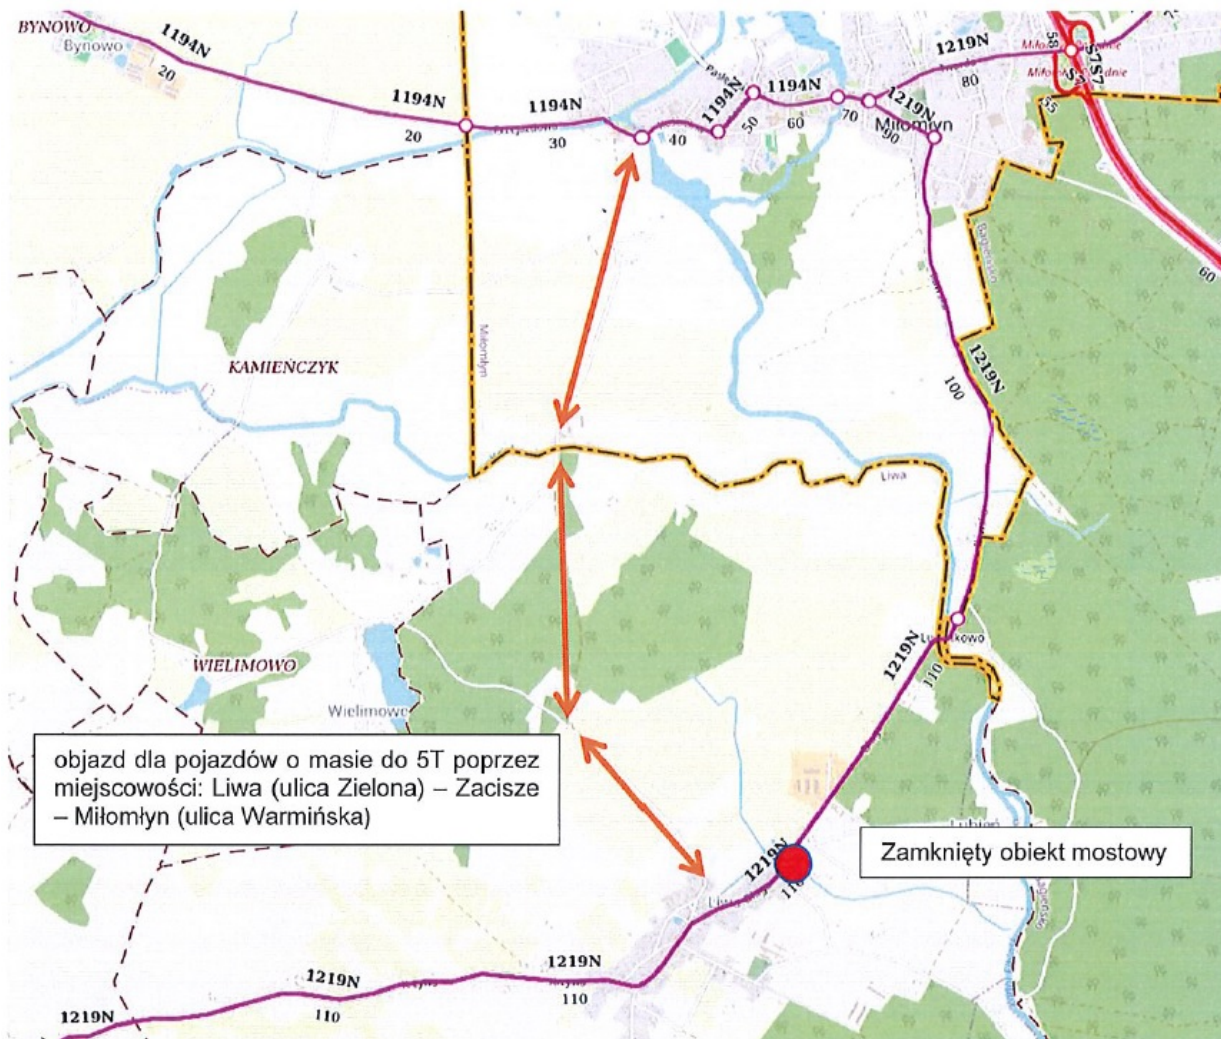 BYNOWO
Bynowo
1194N
20
1194N
20
1194N
30
40
1194N
50
1194N
60
70
1219N
90
Miłomłyn
1219N
80
58
S7
S7
55
60
KAMIEŃCZYK
Miłomłyn
1219N
100
Liwa
WIELIMOWO
Wielimowo
1219N
110
objazd dla pojazdów o masie do 5T poprzez
miejscowości: Liwa (ulica Zielona) – Zacisze
– Miłomłyn (ulica Warmińska)
Zamknięty obiekt mostowy
1219N
110
1219N
110
1219N
110
1219N